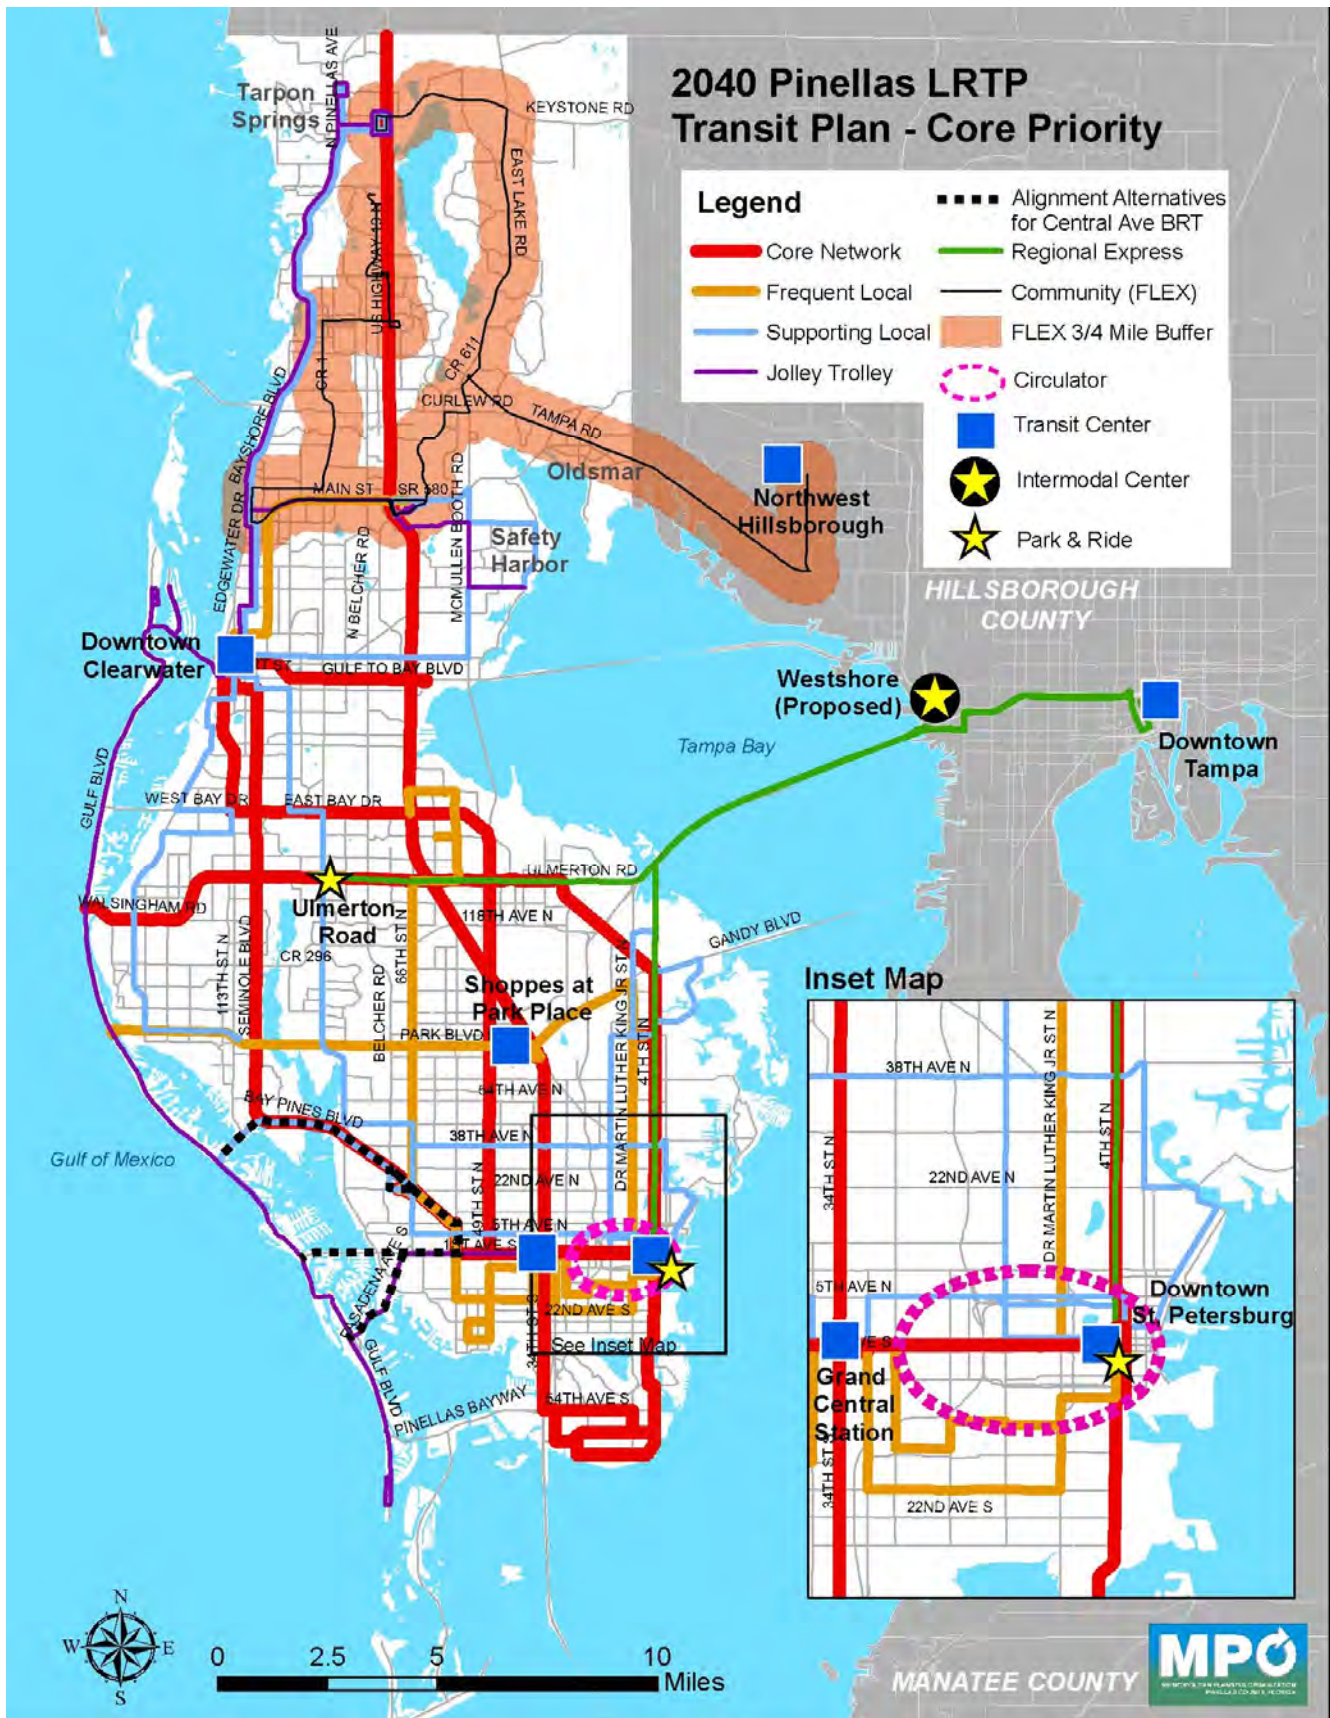 2040 Pinellas LRTP
Transit Plan - Core Priority
Legend
Core Network
Frequent Local
Supporting Local
Jolley Trolley
Alignment Alternatives
for Central Ave BRT
Regional Express
Community (FLEX)
FLEX 3/4 Mile Buffer
Circulator
Transit Center
Intermodal Center
Park & Ride
Tarpon
Springs
N PINELLAS AVE
KEYSTONE RD
EAST LAKE RD
US HIGHWAY 19 N
CR 1
CR 611
CURLEW RD
TAMPA RD
Oldsmar
BAYSHORE BLVD
MAIN ST
SR 580
Northwest
Hillsborough
EDGEWATER DR
N BELCHER RD
MCMULLEN BOOTH RD
Safety
Harbor
HILLSBOROUGH
COUNTY
Downtown
Clearwater
GULF TO BAY BLVD
Westshore
(Proposed)
Tampa Bay
Downtown
Tampa
GULF BLVD
WEST BAY DR
EAST BAY DR
ULMERTON RD
WALSINGHAM RD
Ulmerton
Road
118TH AVE N
113TH ST N
SEMINOLE BLVD
CR 296
66TH ST N
BELCHER RD
GANDY BLVD
Shoppes at
Park Place
PARK BLVD
DR MARTIN LUTHER KING JR ST N
4TH ST N
54TH AVE N
BAY PINES BLVD
38TH AVE N
Gulf of Mexico
22ND AVE N
49TH ST N
5TH AVE N
1ST AVE S
PASADENA AVE S
22ND AVE S
34TH ST S
See Inset Map
GULF BLVD
54TH AVE S
PINELLAS BAYWAY
Inset Map
38TH AVE N
DR MARTIN LUTHER KING JR ST N
4TH ST N
34TH ST N
22ND AVE N
5TH AVE N
Downtown
St. Petersburg
Grand
Central
Station
34TH ST S
22ND AVE S
N
W
E
S
0 2.5 5 10
Miles
MANATEE COUNTY
MPO